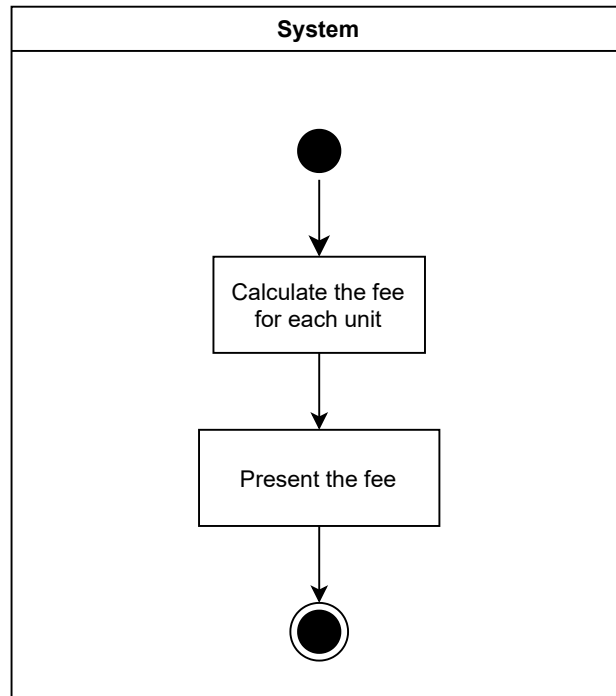 System
Calculate the fee
for each unit
Present the fee